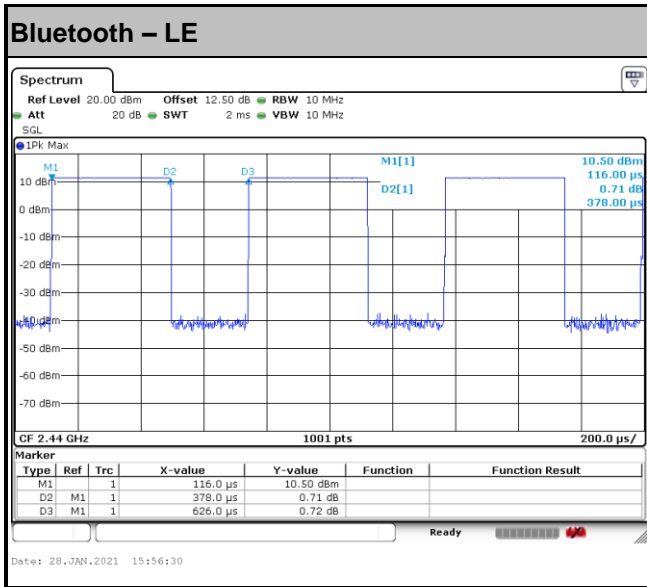 Bluetooth – LE
Spectrum
Ref Level 20.00 dBm Offset 12.50 dB RBW 10 MHz
Att 20 dB SWT 2 ms VBW 10 MHz
SGL
1Pk Max
M1 D2 D3 M1[1] 10.50 dBm
116.00 µs
10 dBm D2[1] 0.71 dB
378.00 µs
0 dBm
-10 dBm
-20 dBm
-30 dBm
-40 dBm
-50 dBm
-60 dBm
-70 dBm
CF 2.44 GHz 1001 pts 200.0 µs/
Marker
Type Ref Trc X-value Y-value Function Function Result
M1 1 116.0 µs 10.50 dBm
D2 M1 1 378.0 µs 0.71 dB
D3 M1 1 626.0 µs 0.72 dB
Ready
Date: 28.JAN.2021 15:56:30